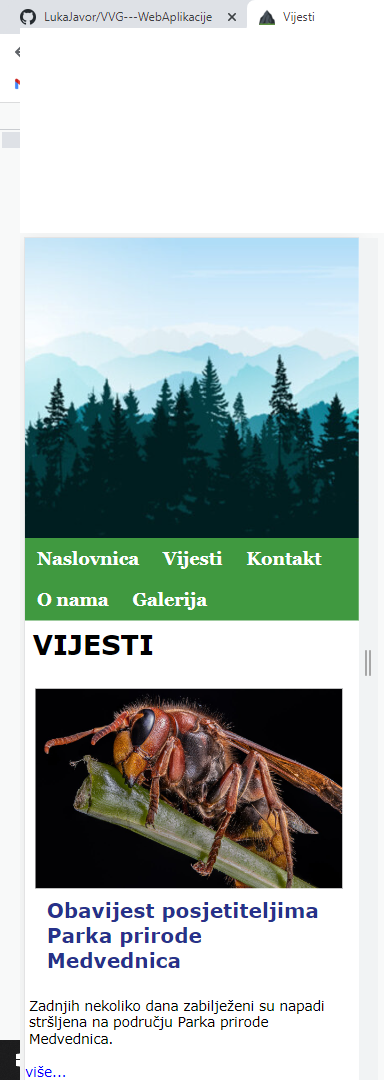 LukaJavor/VVG---WebAplikacije
Vijesti
Naslovnica Vijesti Kontakt
O nama Galerija
VIJESTI
Obavijest posjetiteljima
Parka prirode
Medvednica
Zadnjih nekoliko dana zabilježeni su napadi
stršljena na području Parka prirode
Medvednica.
više...